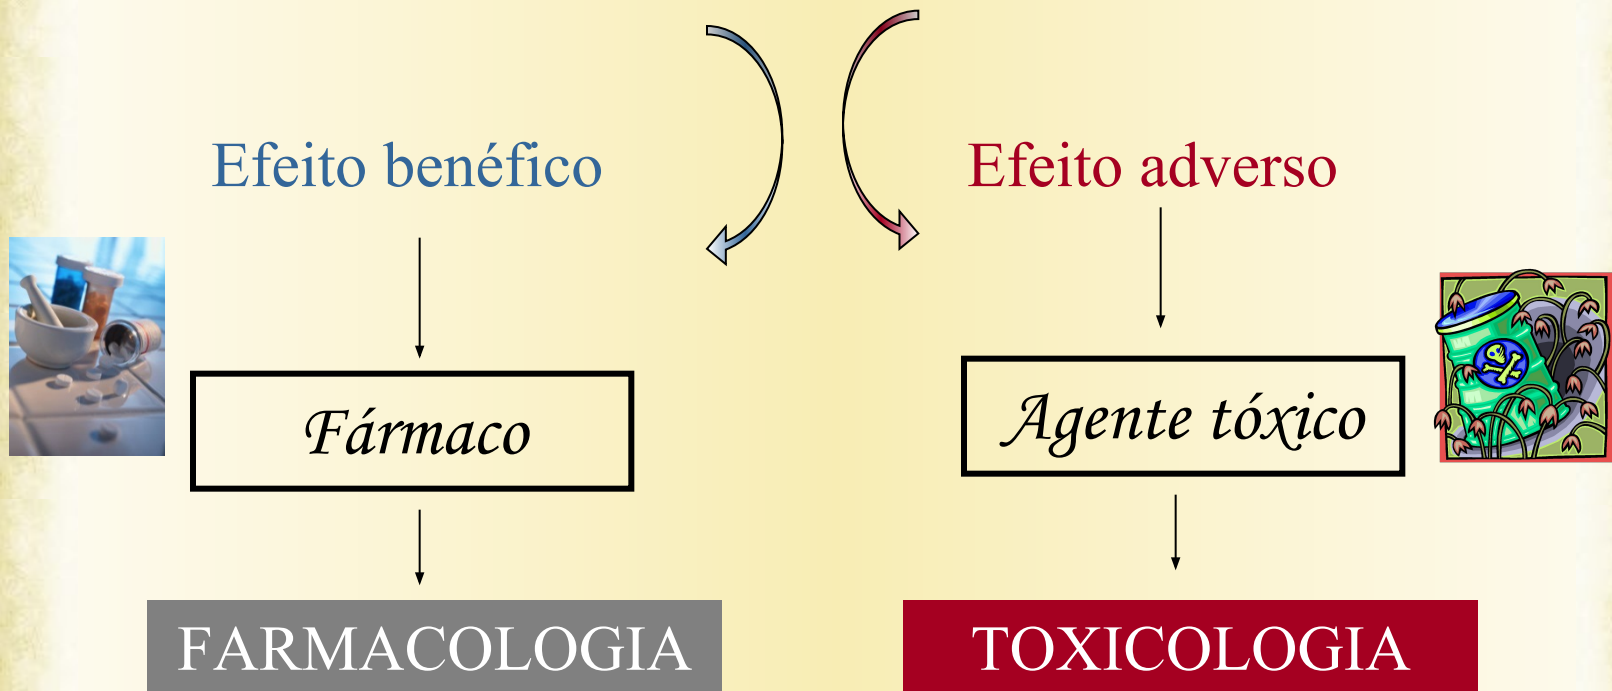 Efeito benéfico
Efeito adverso
Fármaco
Agente tóxico
FARMACOLOGIA
TOXICOLOGIA